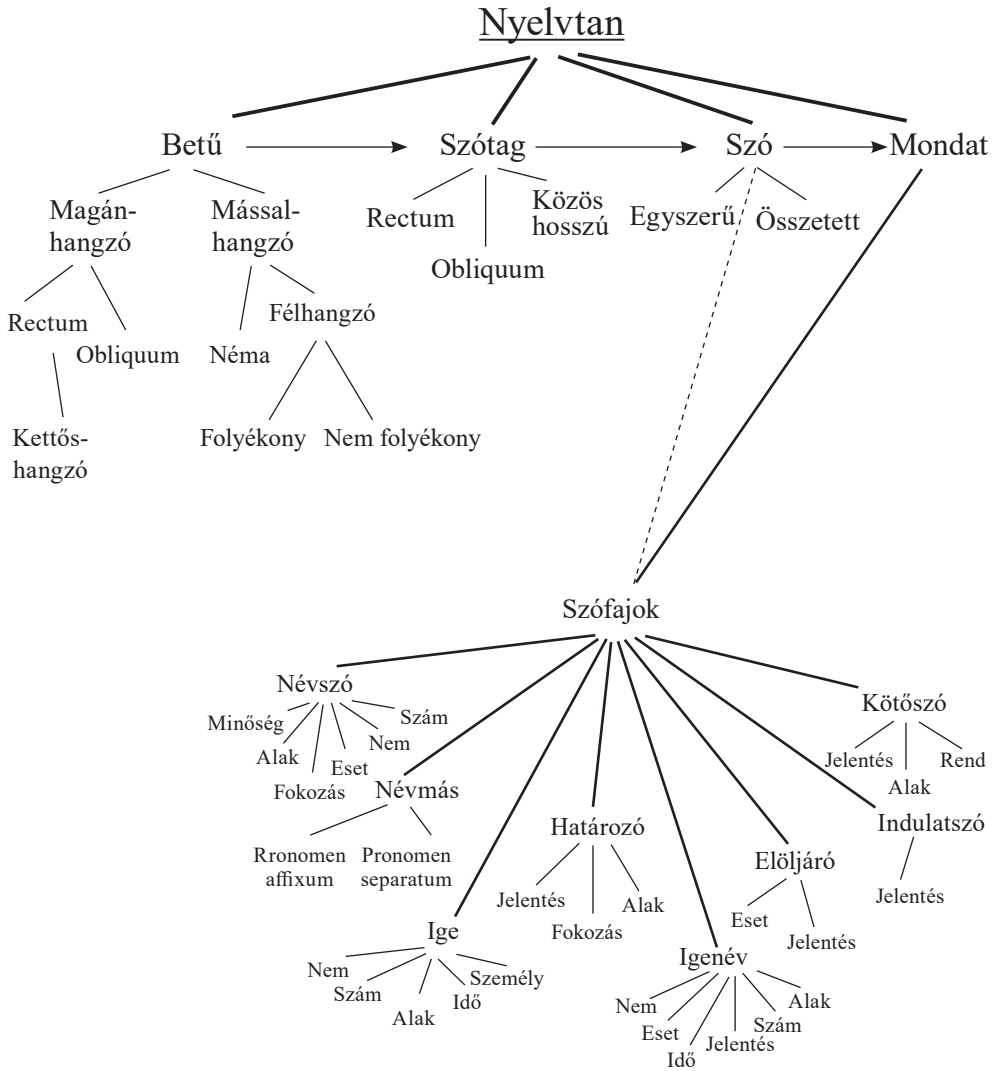 Nyelvtan
Betű
Szótag
Szó
Mondat
Magán-
hangzó
Mással-
hangzó
Rectum
Obliquum
Közös
hosszú
Egyszerű
Összetett
Rectum
Obliquum
Néma
Félhangzó
Kettős-
hangzó
Folyékony
Nem folyékony
Szófajok
Névszó
Minőség
Alak
Fokozás
Eset
Nem
Szám
Névmás
Rronomen
affixum
Pronomen
separatum
Ige
Nem
Szám
Alak
Idő
Személy
Határozó
Jelentés
Fokozás
Alak
Igenév
Nem
Eset
Idő
Jelentés
Szám
Alak
Elöljáró
Eset
Jelentés
Indulatszó
Jelentés
Kötőszó
Jelentés
Alak
Rend